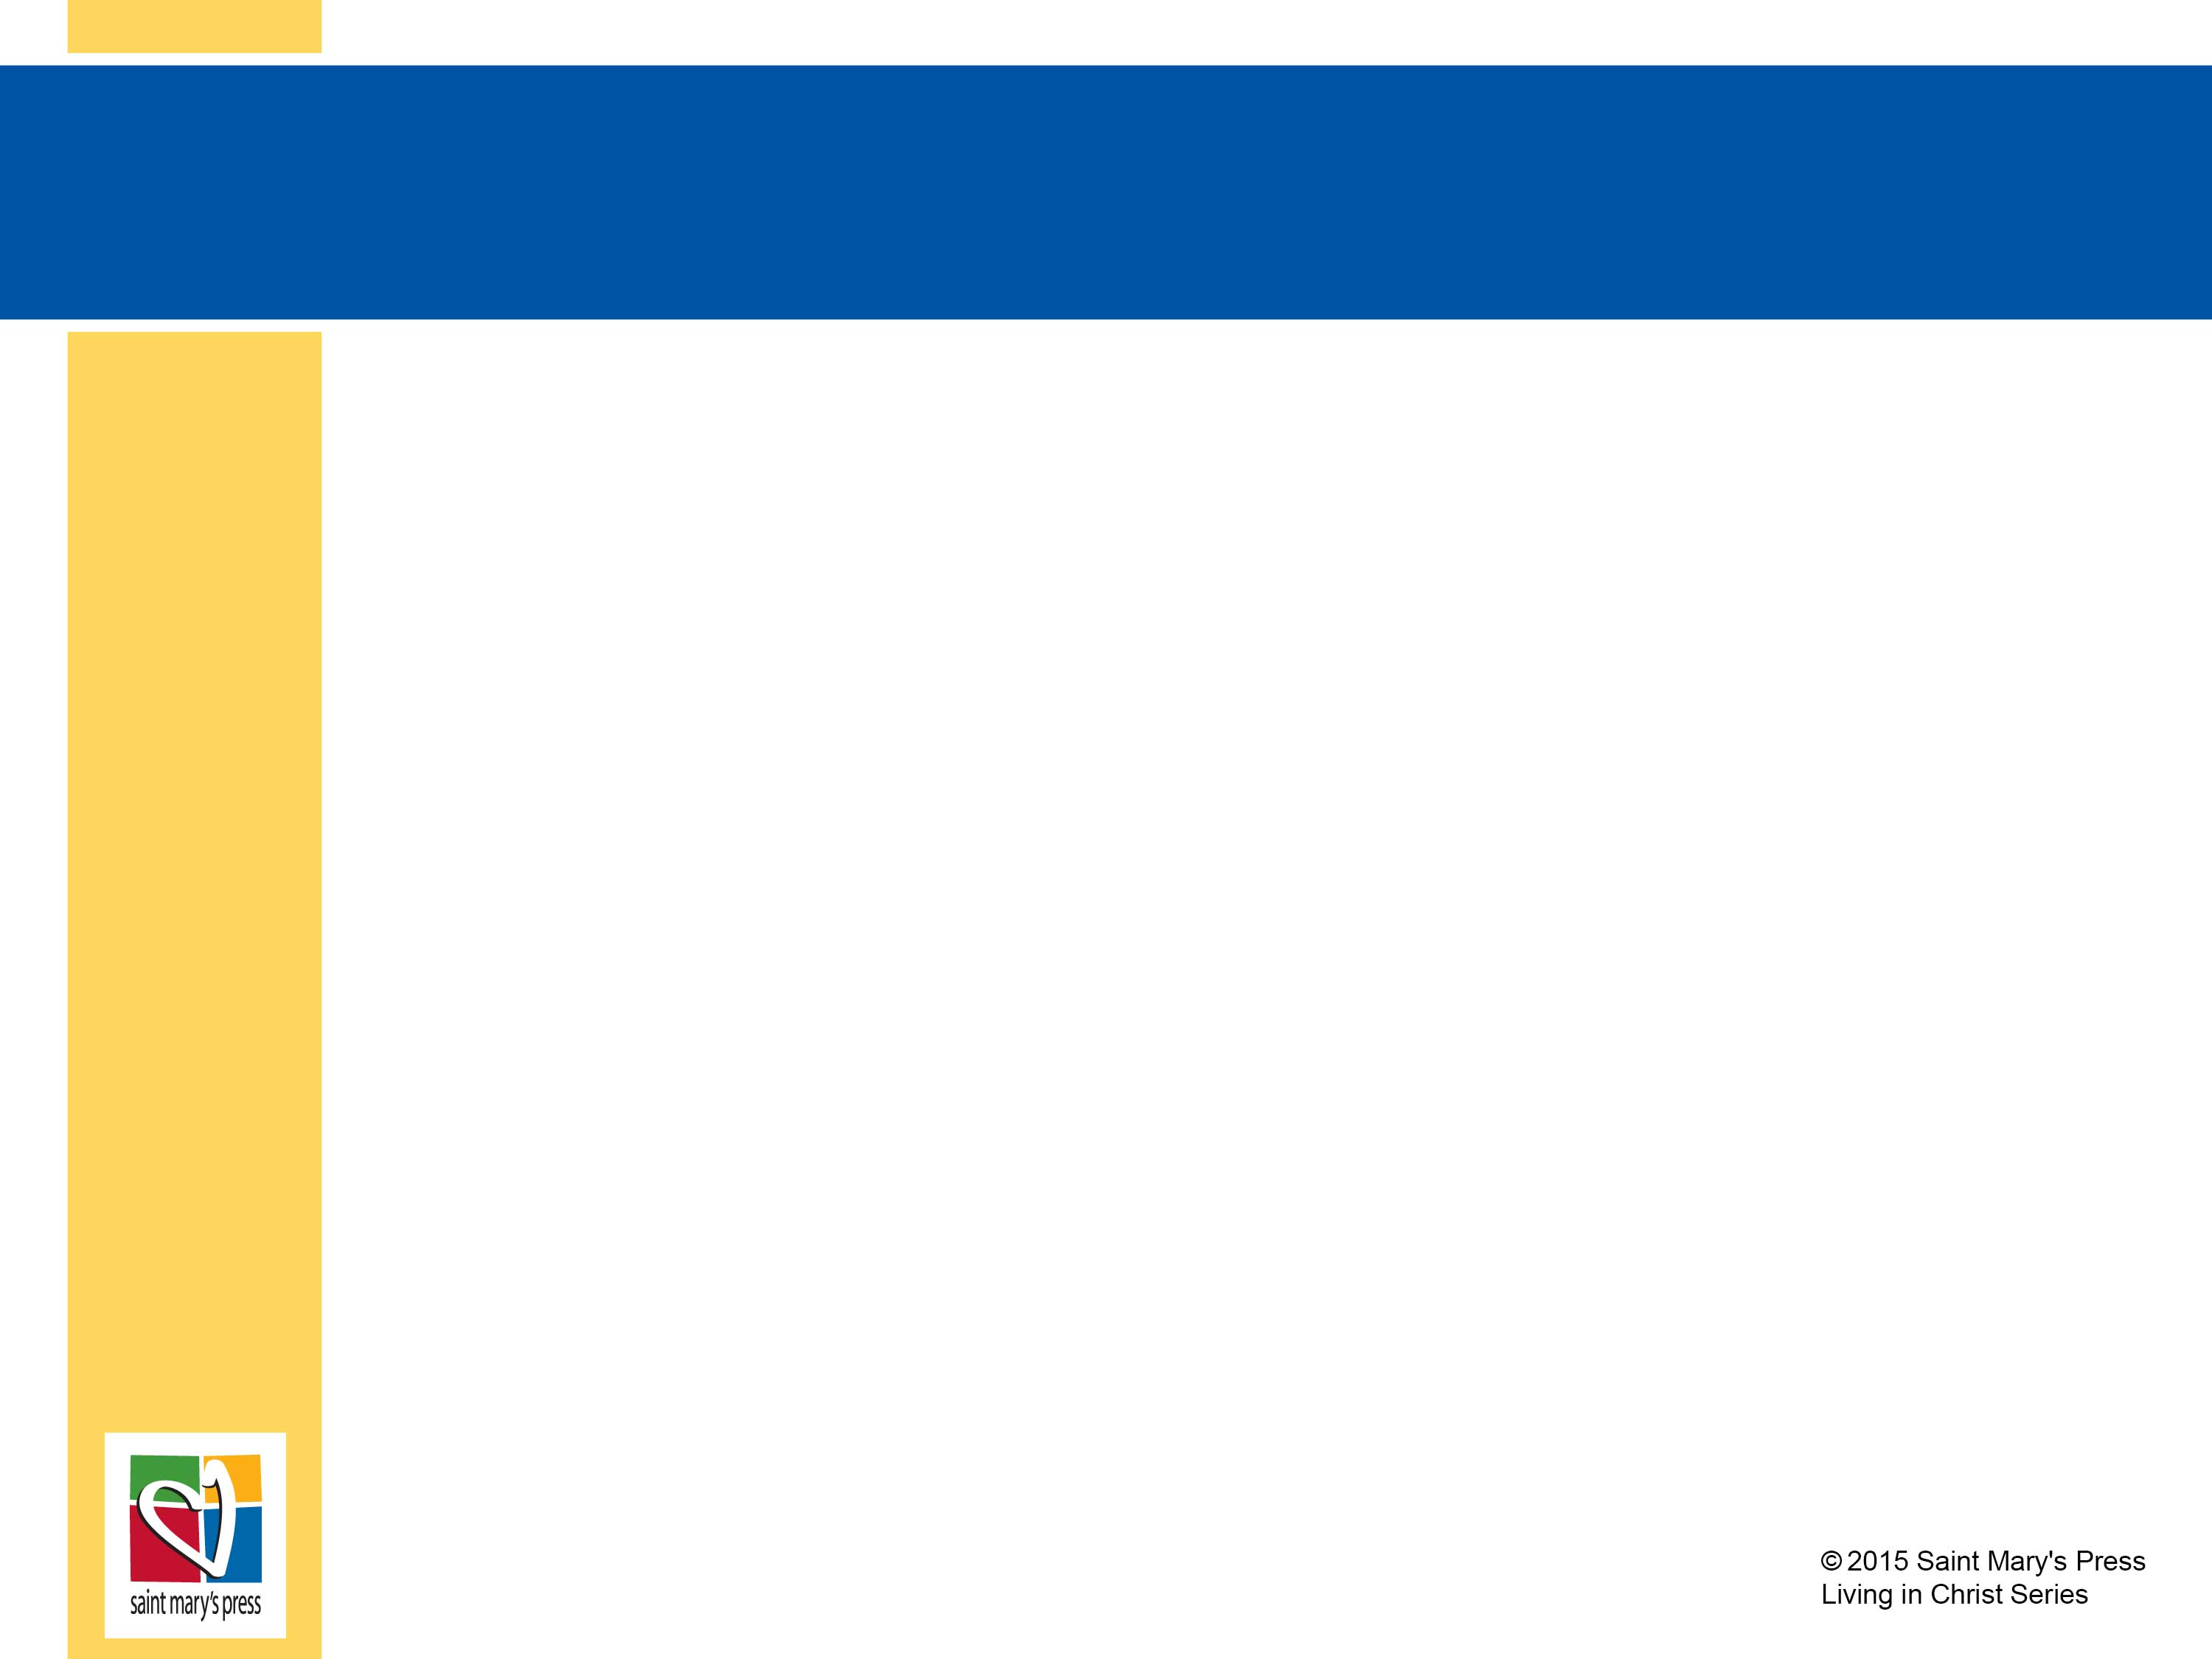 saint mary's press
© 2015 Saint Mary's Press
Living in Christ Series